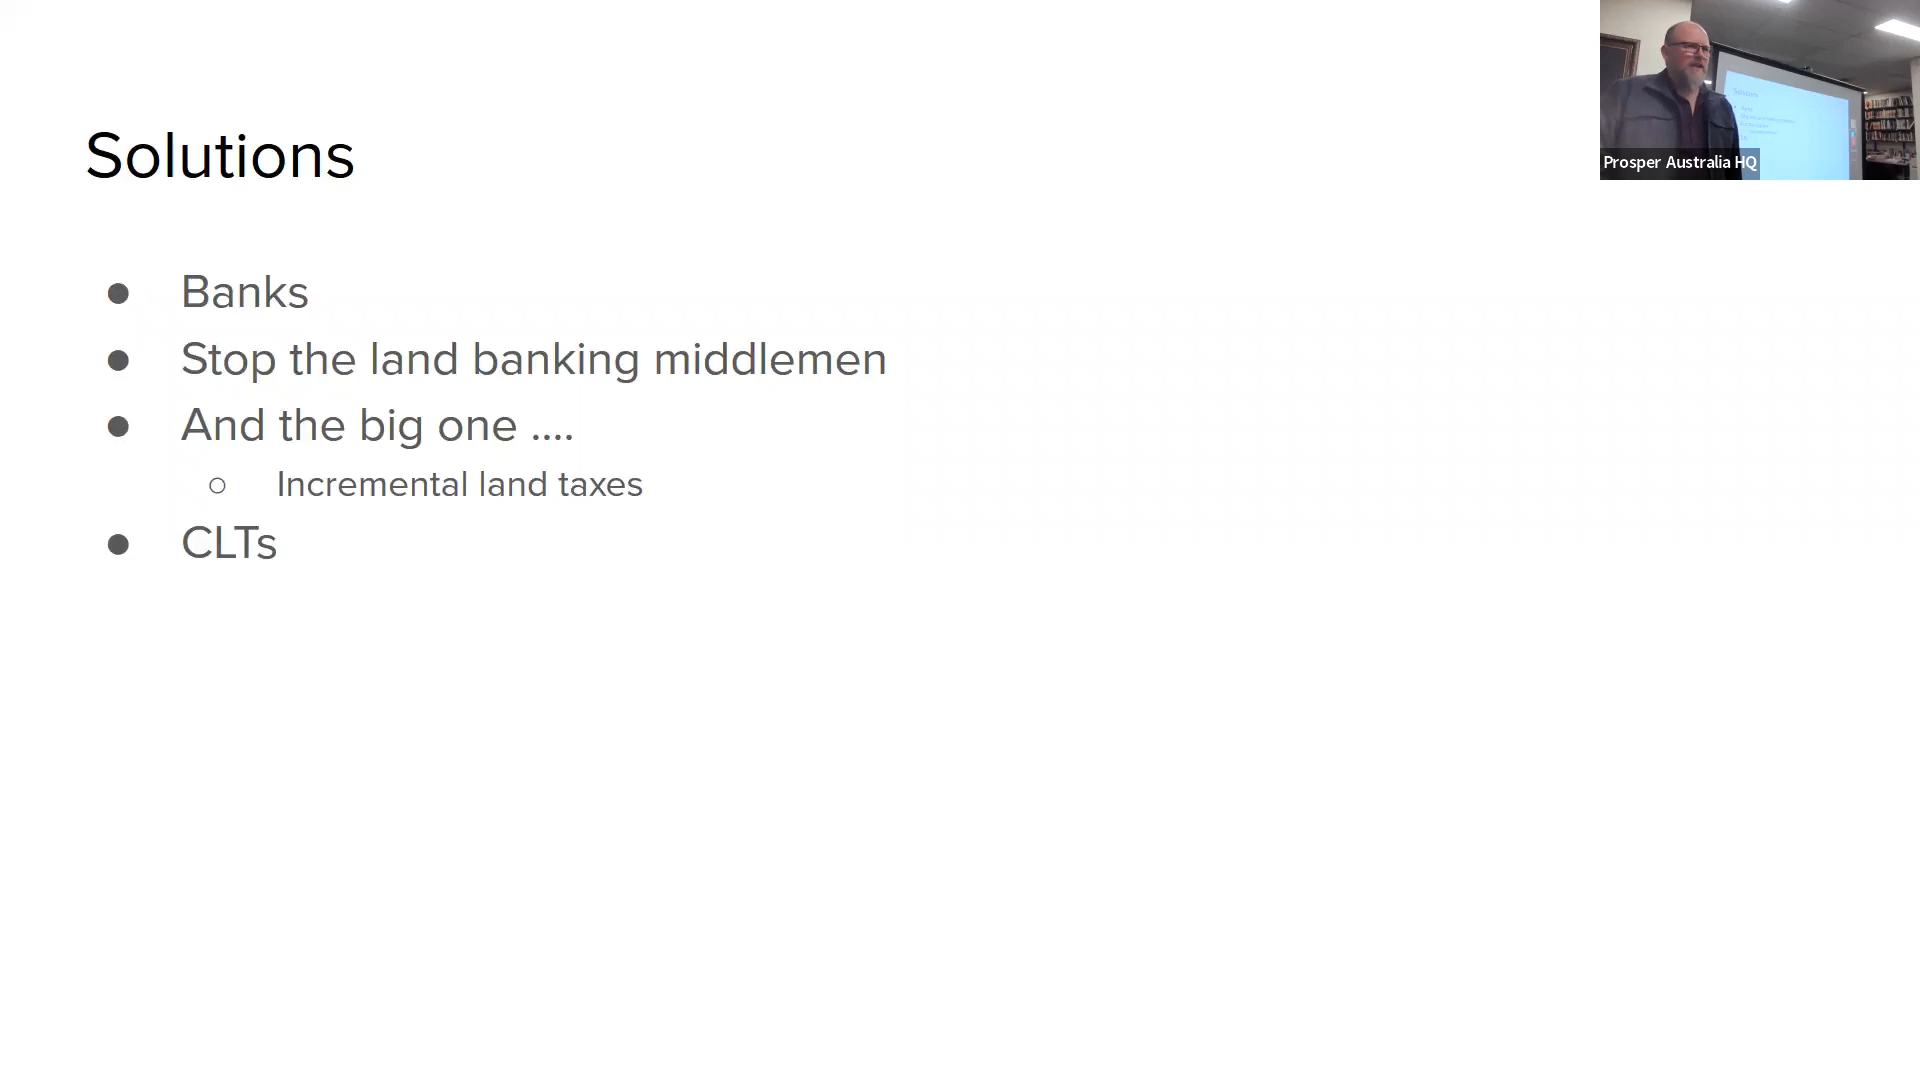 Solutions
● Banks
● Stop the land banking middlemen
● And the big one ....
○ Incremental land taxes
● CLTs
Prosper Australia HQ